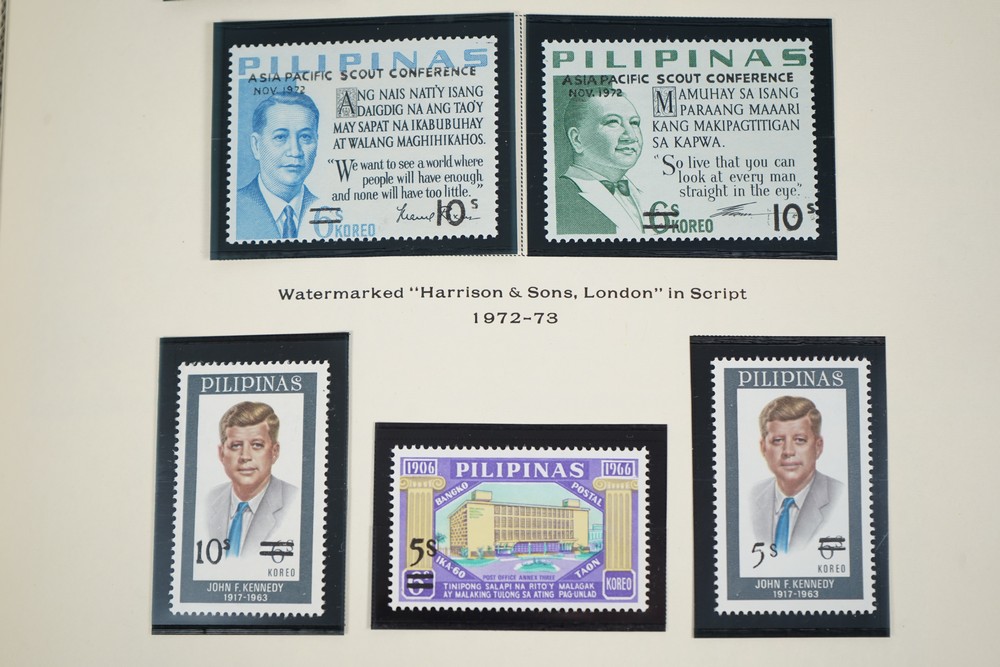 PILIPINAS
ASIA PACIFIC SCOUT CONFERENCE
NOV. 1972
ANG NAIS NATI'Y ISANG
DAIGDIG NA ANG TAO'Y
MAY SAPAT NA IKABUBUHAY
AT WALANG MAGHIHIKAHOS.
"We want to see a world where
people will have enough
and none will have too little."
6s KOREO
10s
PILIPINAS
ASIA PACIFIC SCOUT CONFERENCE
NOV. 1972
MAMUHAY SA ISANG
PARAANG MAAARI
KANG MAKIPAGTITIGAN
SA KAPWA.
"So live that you can
look at every man
straight in the eye."
6s KOREO
10s
Watermarked "Harrison & Sons, London" in Script
1972-73
PILIPINAS
10s 6s
KOREO
JOHN F. KENNEDY
1917-1963
1906 PILIPINAS 1966
BANGKO POSTAL
5s
IKA-60 TAON
POST OFFICE ANNEX THREE
6s KOREO
TINIPONG SALAPI NA RITO'Y MALAGAK
AY MALAKING TULONG SA ATING PAG-UNLAD
PILIPINAS
5s 6s
KOREO
JOHN F. KENNEDY
1917-1963